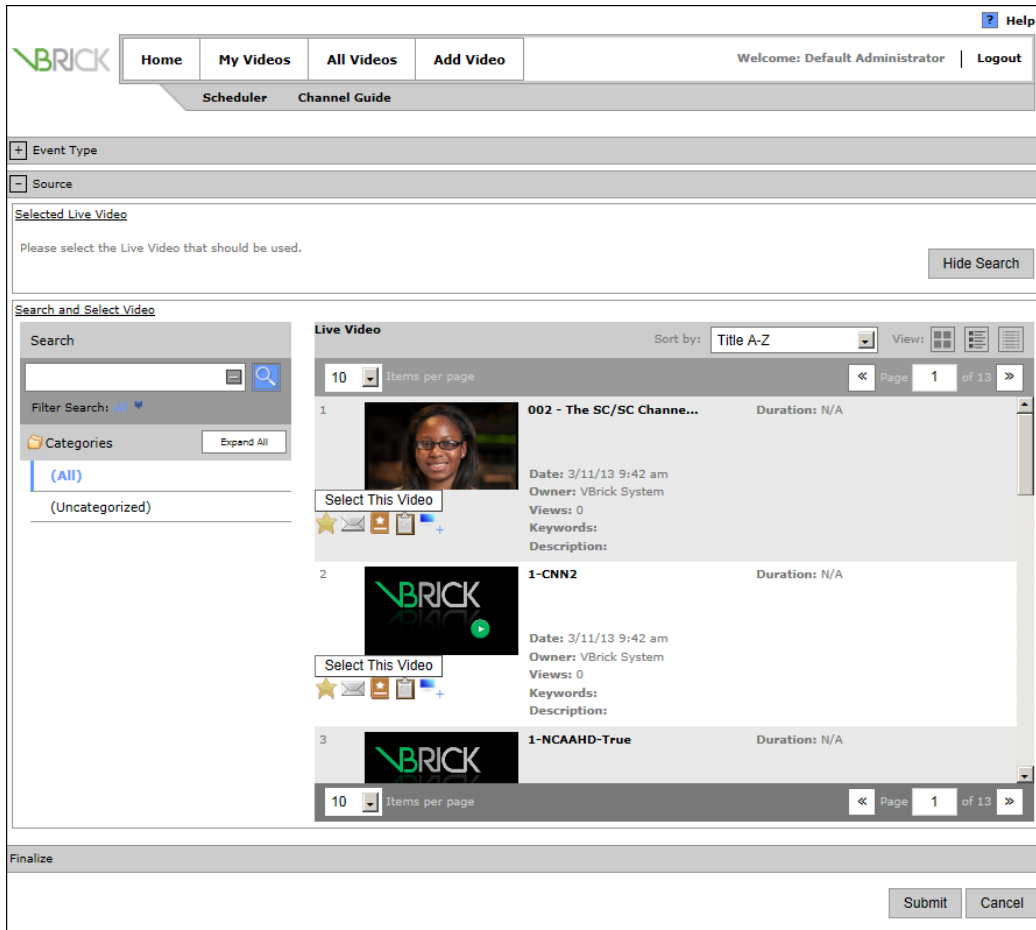 ? Help
VBRICK
Home My Videos All Videos Add Video Welcome: Default Administrator Logout
Scheduler Channel Guide
+ Event Type
- Source
Selected Live Video
Please select the Live Video that should be used.
Hide Search
Search and Select Video
Search
Filter Search: All
Categories Expand All
(All)
(Uncategorized)
Live Video Sort by: Title A-Z View:
10 Items per page « Page 1 of 13 »
1 002 - The SC/SC Channe... Duration: N/A
Date: 3/11/13 9:42 am
Owner: VBrick System
Views: 0
Keywords:
Description:
Select This Video
2 1-CNN2 Duration: N/A
VBRICK
Date: 3/11/13 9:42 am
Owner: VBrick System
Views: 0
Keywords:
Description:
Select This Video
3 1-NCAAHD-True Duration: N/A
VBRICK
10 Items per page « Page 1 of 13 »
Finalize
Submit Cancel